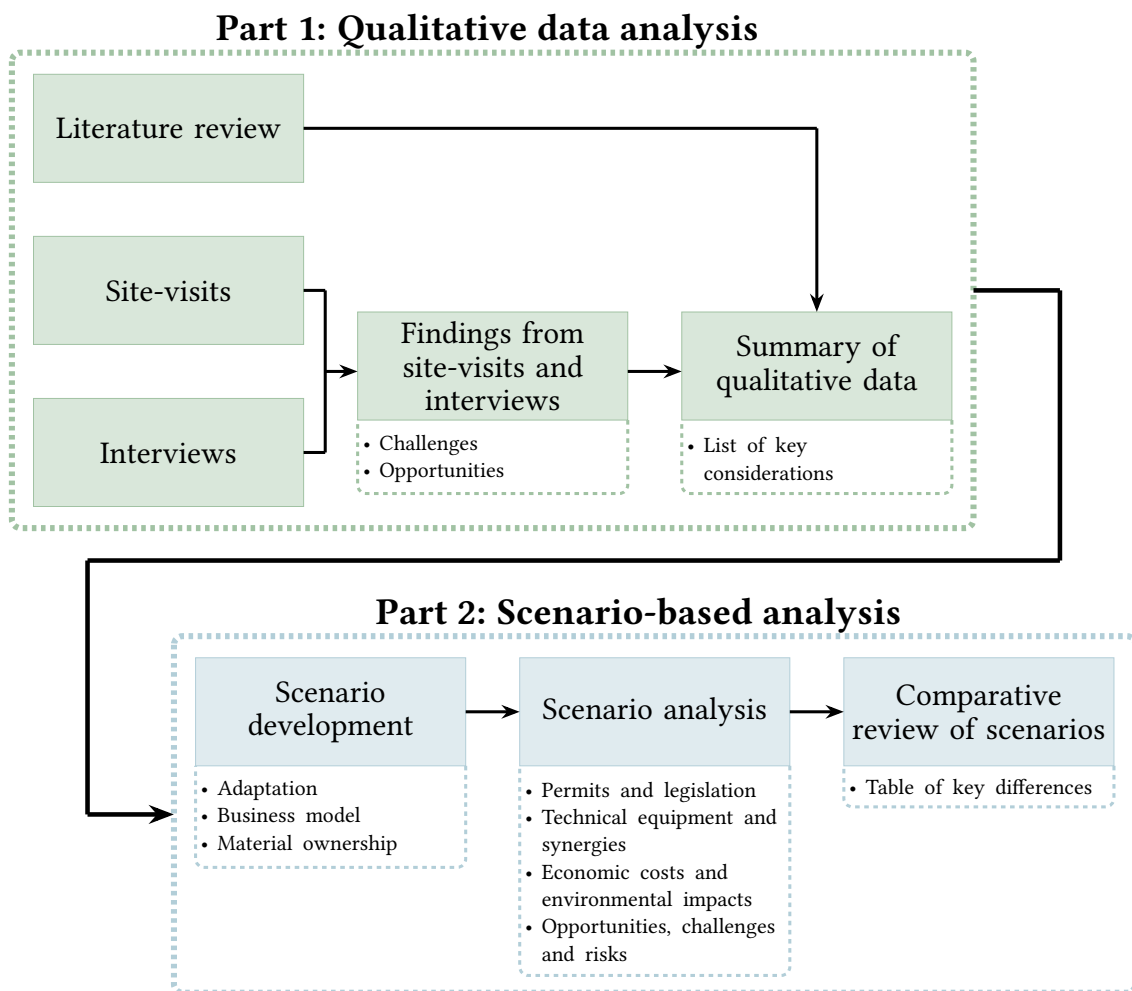 Part 1: Qualitative data analysis
Literature review
Site-visits
Interviews
Findings from
site-visits and
interviews
• Challenges
• Opportunities
Summary of
qualitative data
• List of key
considerations
Part 2: Scenario-based analysis
Scenario
development
• Adaptation
• Business model
• Material ownership
Scenario analysis
• Permits and legislation
• Technical equipment and
synergies
• Economic costs and
environmental impacts
• Opportunities, challenges
and risks
Comparative
review of scenarios
• Table of key differences